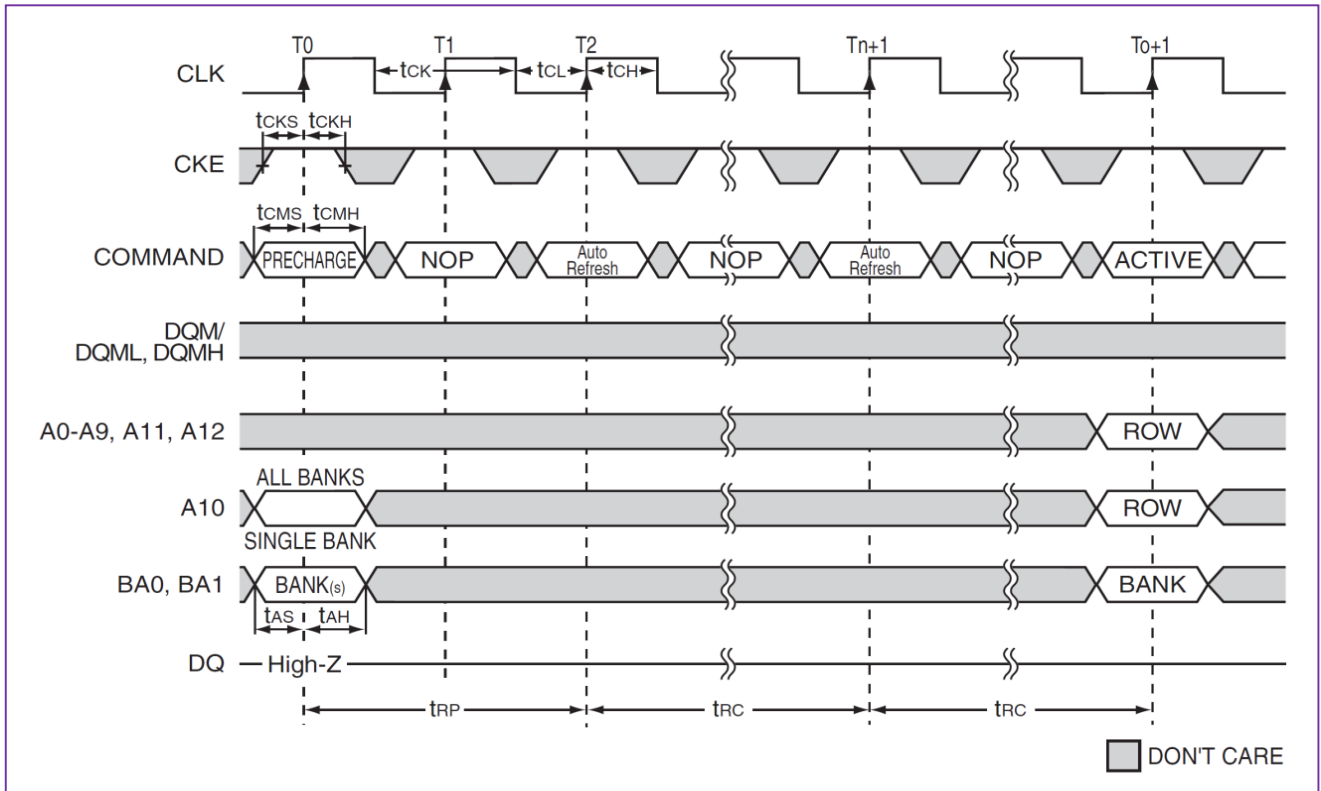 T0 T1 T2 Tn+1 To+1
CLK tCK tCL tCH
tCKS tCKH
CKE
tCMS tCMH
COMMAND PRECHARGE NOP Auto Refresh NOP Auto Refresh NOP ACTIVE
DQM/
DQML, DQMH
A0-A9, A11, A12 ROW
ALL BANKS
A10 ROW
SINGLE BANK
BA0, BA1 BANK(s) BANK
tAS tAH
DQ High-Z
tRP tRC tRC
DON'T CARE